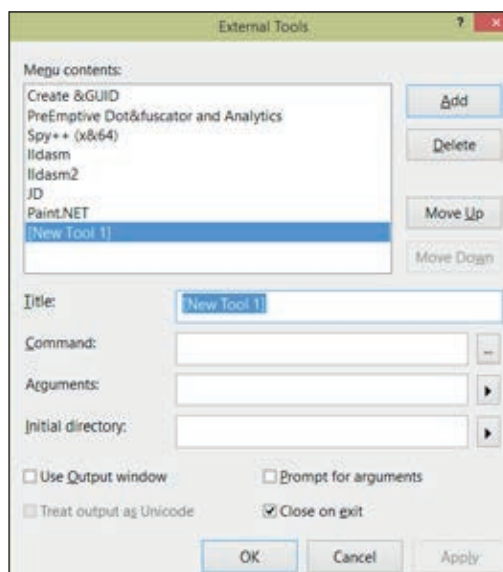 External Tools
?
Menu contents:
Create &GUID
PreEmptive Dot&fuscator and Analytics
Spy++ (x&64)
Ildasm
Ildasm2
JD
Paint.NET
[New Tool 1]
Add
Delete
Move Up
Move Down
Title:
[New Tool 1]
Command:
...
Arguments:
Initial directory:
Use Output window
Prompt for arguments
Treat output as Unicode
Close on exit
OK
Cancel
Apply